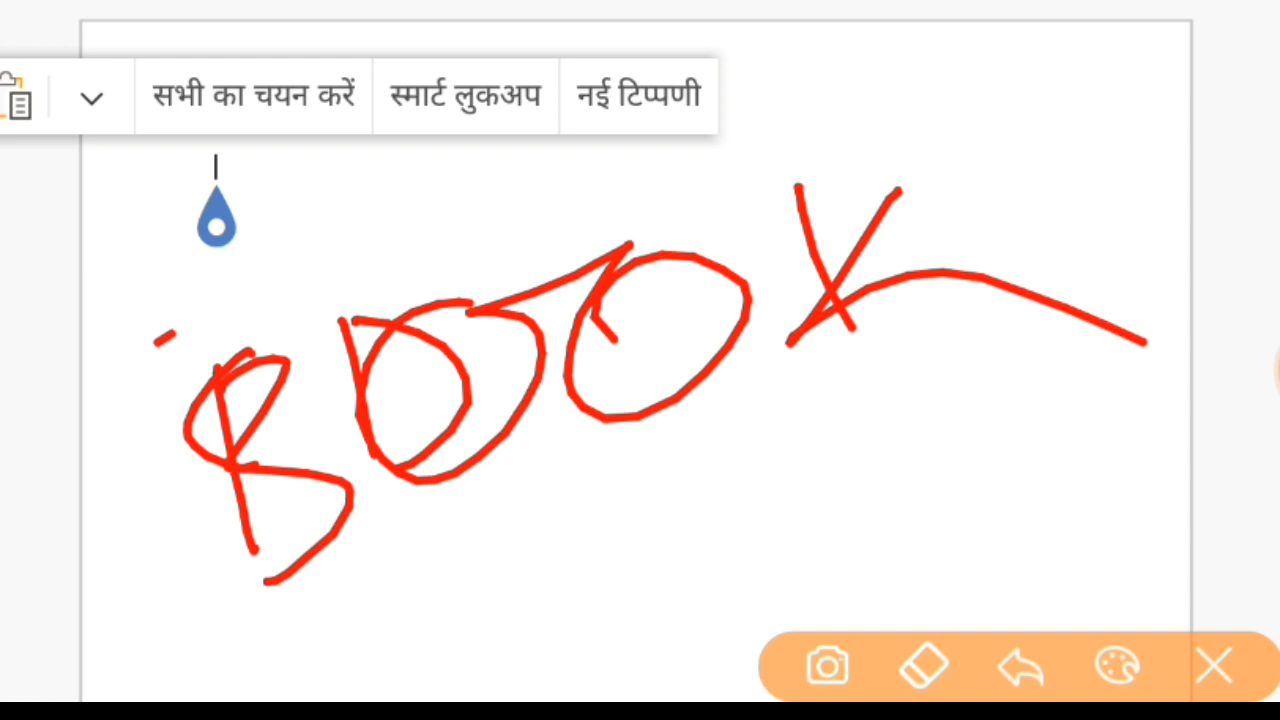 सभी का चयन करें स्मार्ट लुकअप नई टिप्पणी
BOOK